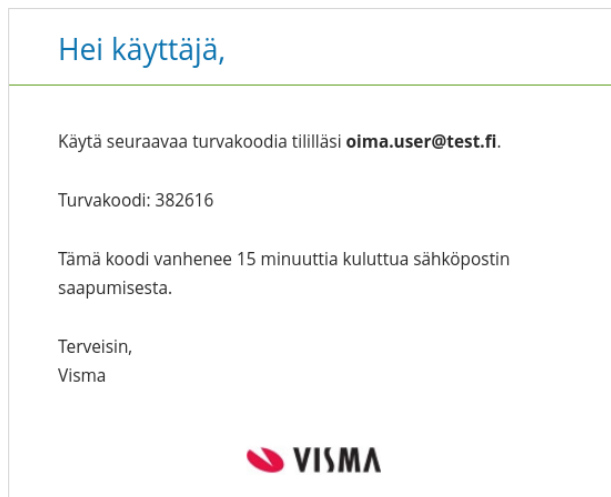 Hei käyttäjä,
Käytä seuraavaa turvakoodia tililläsi oima.user@test.fi.
Turvakoodi: 382616
Tämä koodi vanhenee 15 minuuttia kuluttua sähköpostin
saapumisesta.
Terveisin,
Visma
VISMA